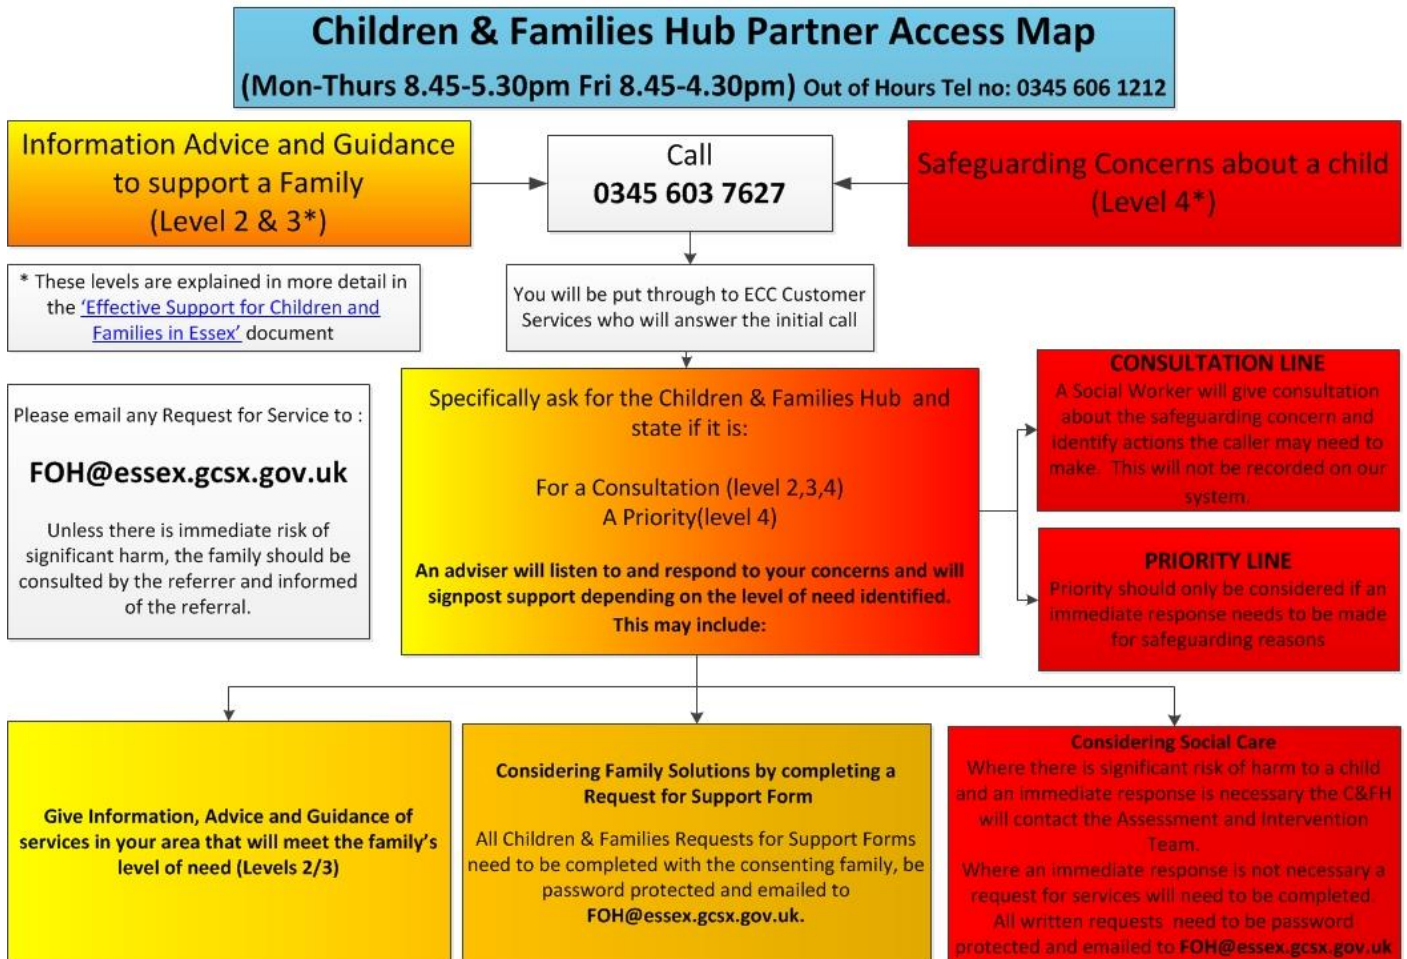 Children & Families Hub Partner Access Map
(Mon-Thurs 8.45-5.30pm Fri 8.45-4.30pm) Out of Hours Tel no: 0345 606 1212
Information Advice and Guidance
to support a Family
(Level 2 & 3*)
Call
0345 603 7627
Safeguarding Concerns about a child
(Level 4*)
* These levels are explained in more detail in
the 'Effective Support for Children and
Families in Essex' document
You will be put through to ECC Customer
Services who will answer the initial call
Please email any Request for Service to :
FOH@essex.gcsx.gov.uk
Unless there is immediate risk of
significant harm, the family should be
consulted by the referrer and informed
of the referral.
Specifically ask for the Children & Families Hub and
state if it is:
For a Consultation (level 2,3,4)
A Priority(level 4)
An adviser will listen to and respond to your concerns and will
signpost support depending on the level of need identified.
This may include:
CONSULTATION LINE
A Social Worker will give consultation
about the safeguarding concern and
identify actions the caller may need to
make. This will not be recorded on our
system.
PRIORITY LINE
Priority should only be considered if an
immediate response needs to be made
for safeguarding reasons
Give Information, Advice and Guidance of
services in your area that will meet the family's
level of need (Levels 2/3)
Considering Family Solutions by completing a
Request for Support Form
All Children & Families Requests for Support Forms
need to be completed with the consenting family, be
password protected and emailed to
FOH@essex.gcsx.gov.uk.
Considering Social Care
Where there is significant risk of harm to a child
and an immediate response is necessary the C&FH
will contact the Assessment and Intervention
Team.
Where an immediate response is not necessary a
request for services will need to be completed.
All written requests need to be password
protected and emailed to FOH@essex.gcsx.gov.uk